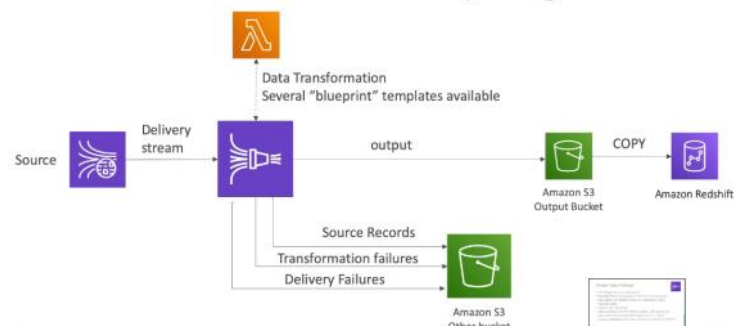 Data Transformation
Several “blueprint” templates available
Source
Delivery
stream
output
COPY
Amazon S3
Output Bucket
Amazon Redshift
Source Records
Transformation failures
Delivery Failures
Amazon S3
Other bucket